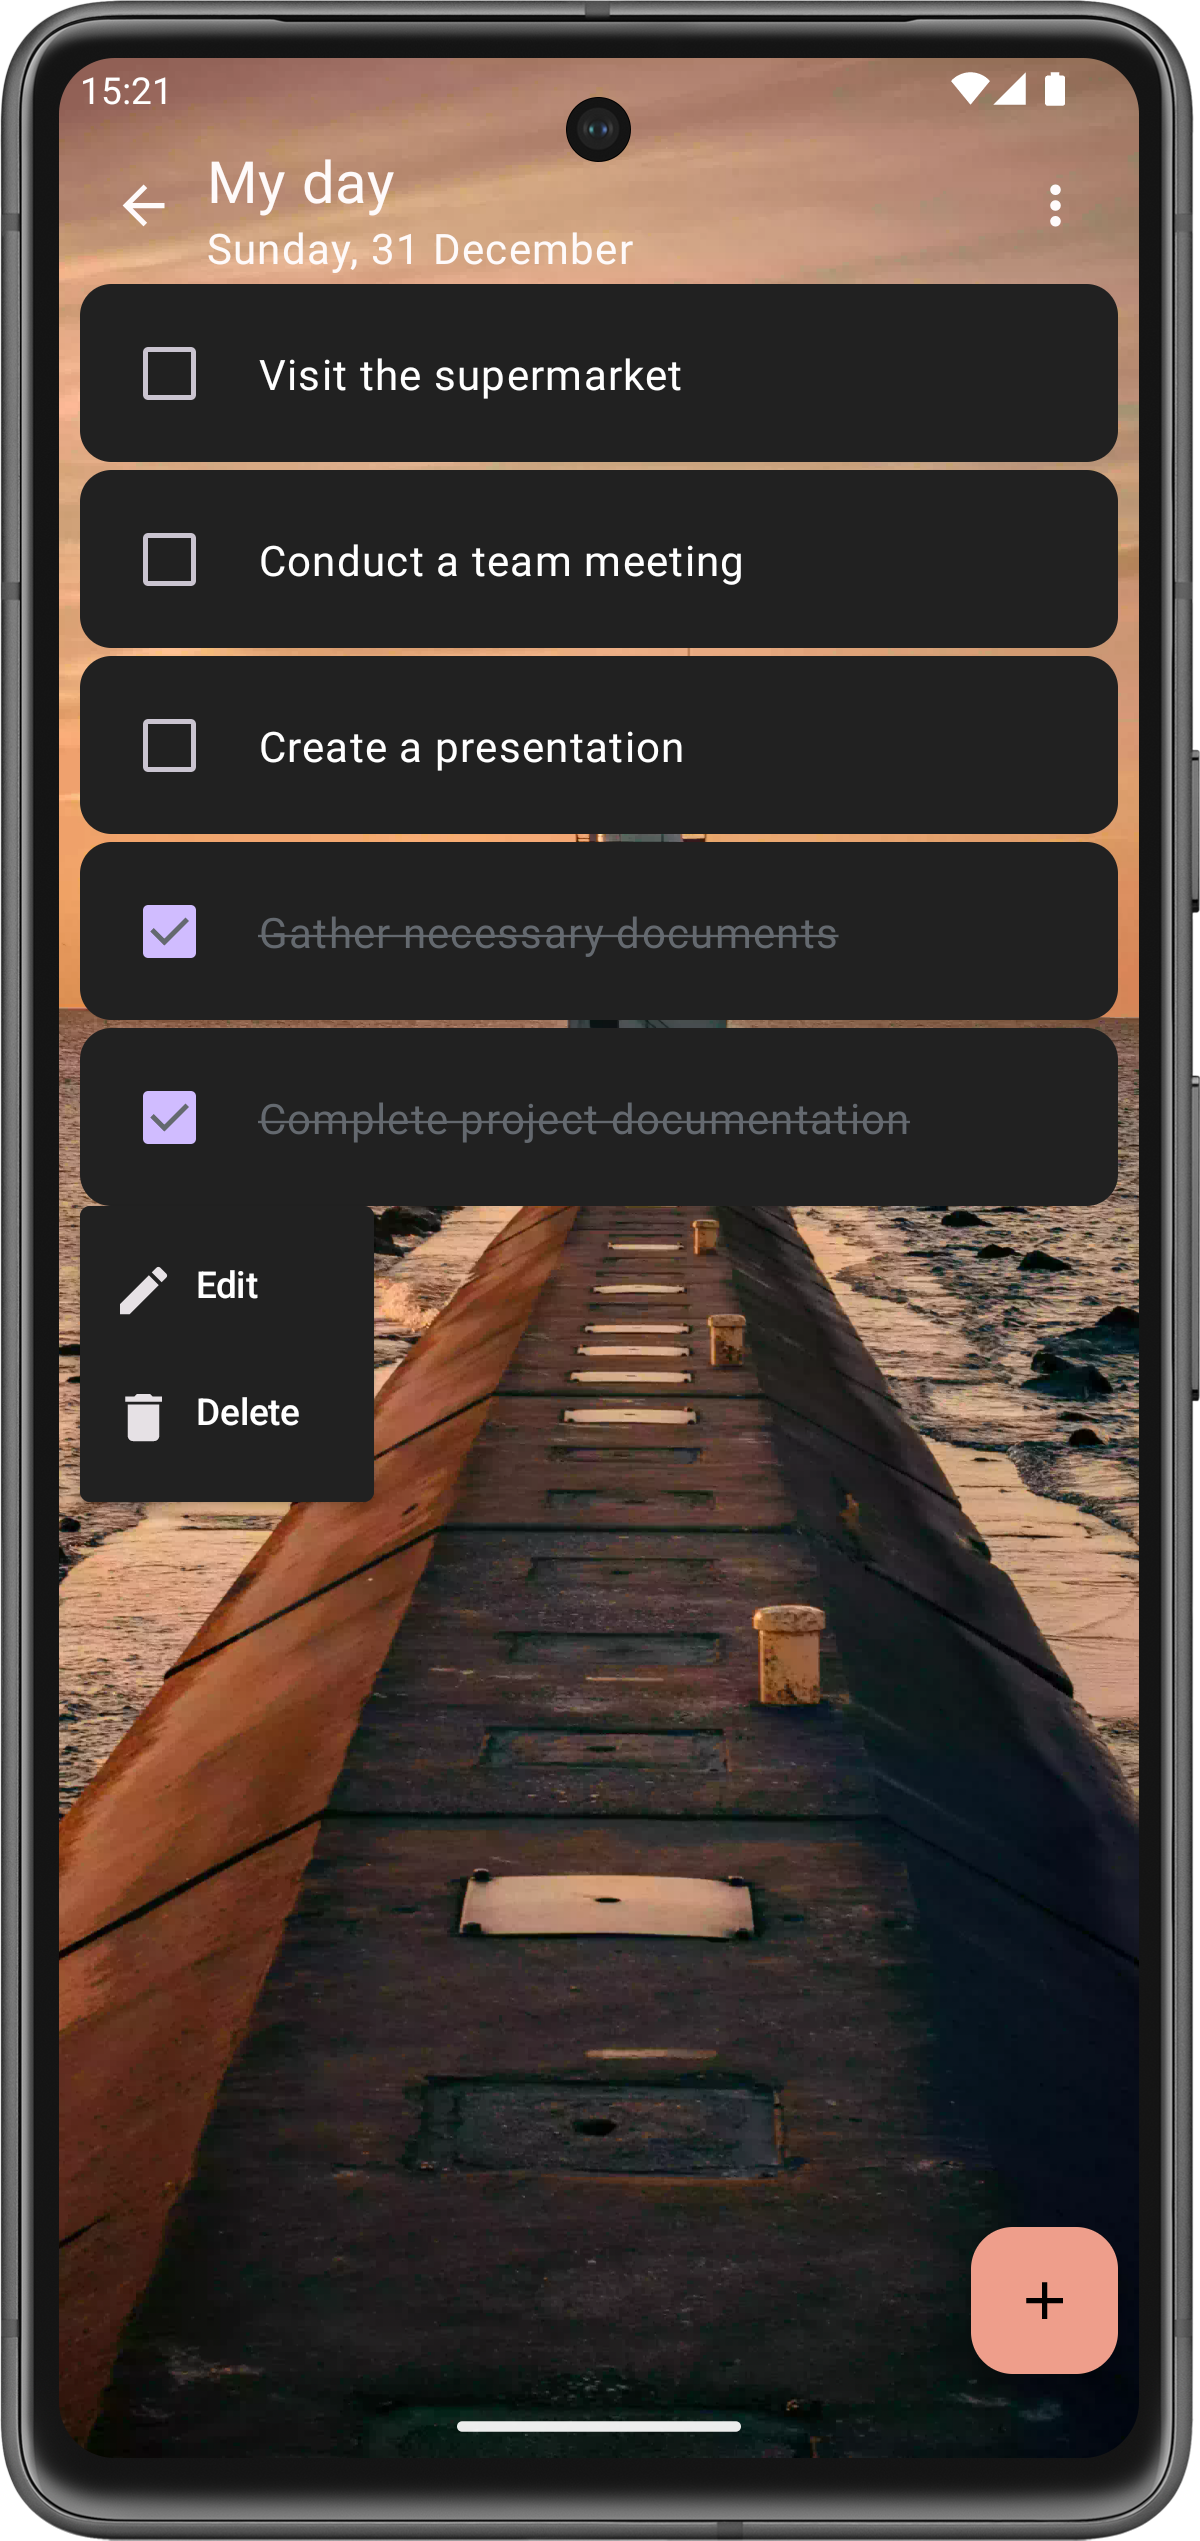 15:21
My day
Sunday, 31 December
Visit the supermarket
Conduct a team meeting
Create a presentation
Gather necessary documents
Complete project documentation
Edit
Delete